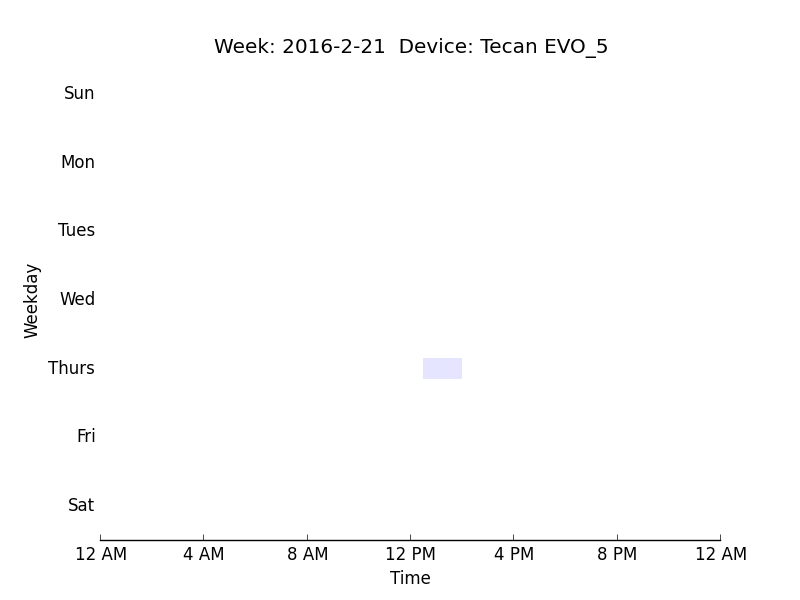 Week: 2016-2-21  Device: Tecan EVO_5
Sun
Mon
Tues
Wed
Thurs
Fri
Sat
Weekday
12 AM 4 AM 8 AM 12 PM 4 PM 8 PM 12 AM
Time